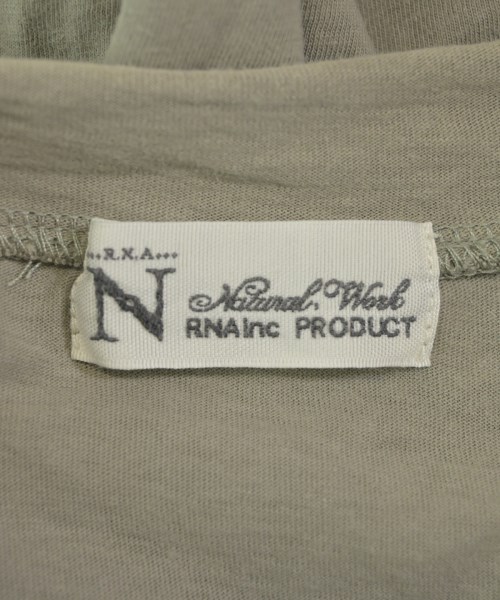 ..R.N.A...
N
Natural, Work
RNAInc PRODUCT